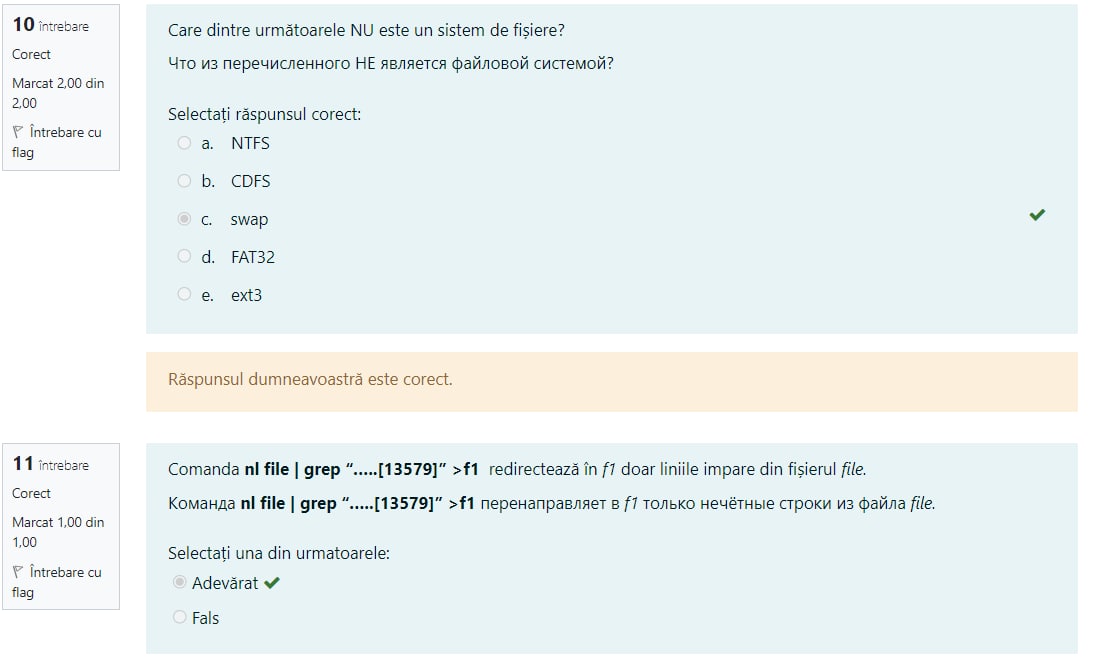 10 întrebare
Corect
Marcat 2,00 din
2,00
Întrebare cu
flag
Care dintre următoarele NU este un sistem de fișiere?
Что из перечисленного НЕ является файловой системой?
Selectați răspunsul corect:
a. NTFS
b. CDFS
c. swap
d. FAT32
e. ext3
Răspunsul dumneavoastră este corect.
11 întrebare
Corect
Marcat 1,00 din
1,00
Întrebare cu
flag
Comanda nl file | grep “.....[13579]” >f1 redirectează în f1 doar liniile impare din fișierul file.
Команда nl file | grep “.....[13579]” >f1 перенаправляет в f1 только нечётные строки из файла file.
Selectați una din urmatoarele:
Adevărat
Fals